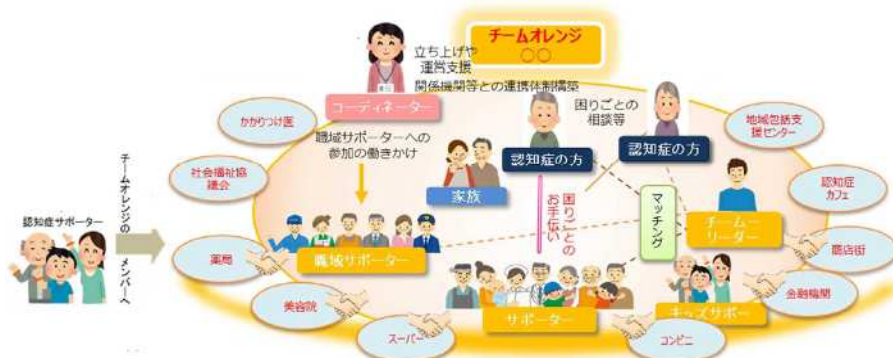 チームオレンジ
○○
立ち上げや
運営支援
関係機関等との連携体制構築
コーディネーター
困りごとの
相談等
かかりつけ医
地域包括支
援センター
職域サポーターへの
参加の働きかけ
認知症の方
認知症の方
社会福祉協
議会
家族
認知症
カフェ
認知症サポーター
チームオレンジの
メンバーへ
困りごとの
お手伝い
マッチング
チームー
リーダー
薬局
職域サポーター
商店街
美容院
サポーター
キッズサポー
金融機関
スーパー
コンビニ